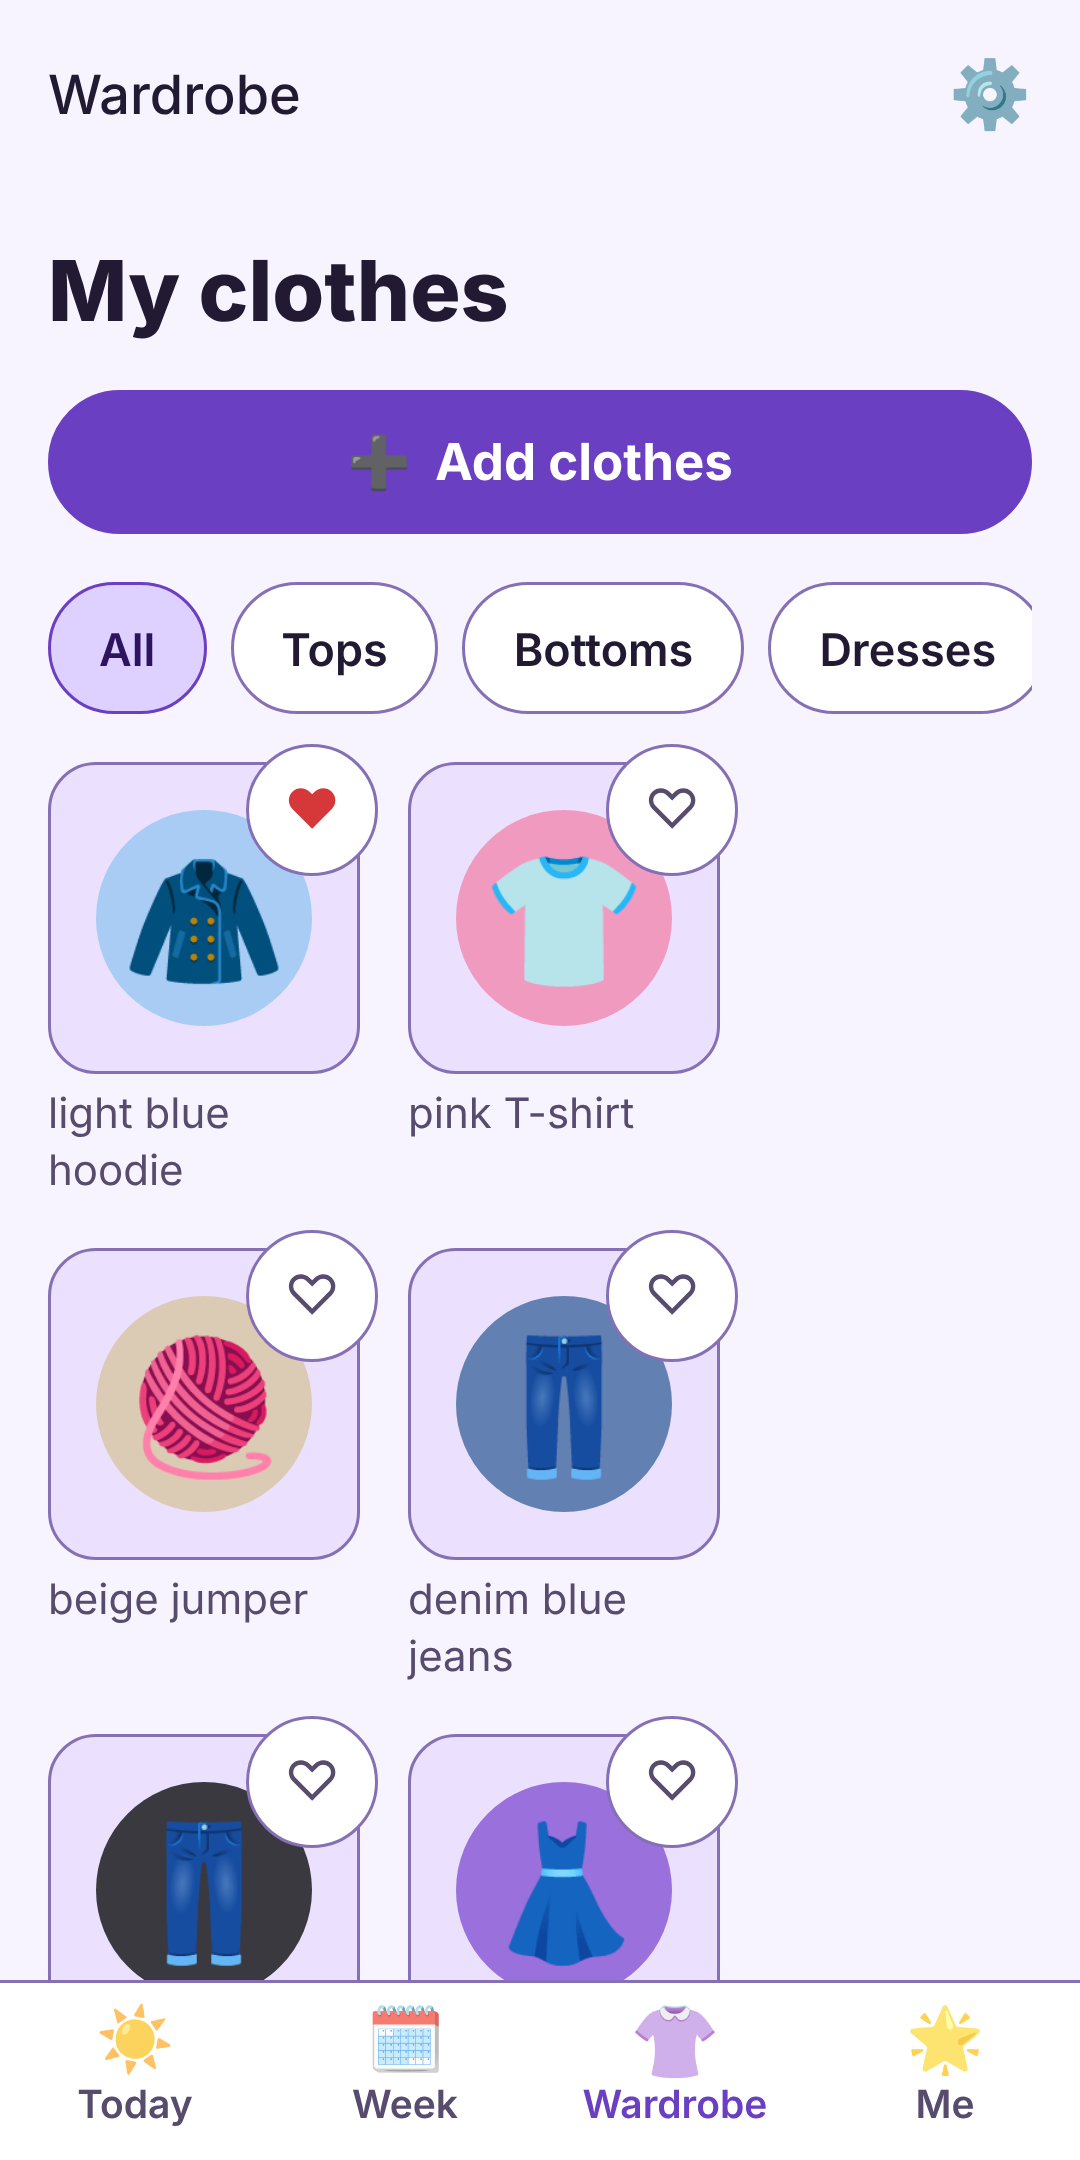 Wardrobe
My clothes
Add clothes
All Tops Bottoms Dresses
light blue
hoodie
pink T-shirt
beige jumper
denim blue
jeans
Today Week Wardrobe Me